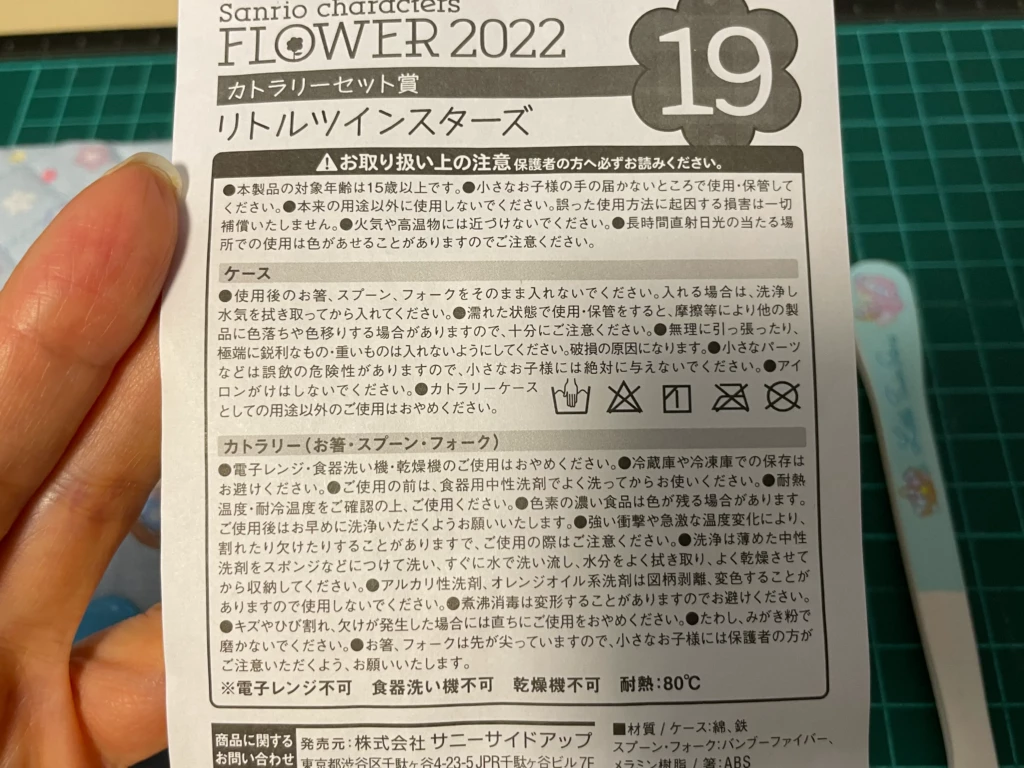 Sanrio characters
FLOWER 2022
19
カトラリーセット賞
リトルツインスターズ
⚠お取り扱い上の注意 保護者の方へ必ずお読みください。
●本製品の対象年齢は15歳以上です。●小さなお子様の手の届かないところで使用・保管して
ください。●本来の用途以外に使用しないでください。誤った使用方法に起因する損害は一切
補償いたしません。●火気や高温物には近づけないでください。●長時間直射日光の当たる場
所での使用は色があせることがありますのでご注意ください。
ケース
●使用後のお箸、スプーン、フォークをそのまま入れないでください。入れる場合は、洗浄し
水気を拭き取ってから入れてください。●濡れた状態で使用・保管をすると、摩擦等により他の製
品に色落ちや色移りする場合がありますので、十分にご注意ください。●無理に引っ張ったり、
極端に鋭利なもの・重いものは入れないようにしてください。破損の原因になります。●小さなパーツ
などは誤飲の危険性がありますので、小さなお子様には絶対に与えないでください。●アイ
ロンがけはしないでください。●カトラリーケース
としての用途以外のご使用はおやめください。
カトラリー(お箸・スプーン・フォーク)
●電子レンジ・食器洗い機・乾燥機のご使用はおやめください。●冷蔵庫や冷凍庫での保存は
お避けください。●ご使用の前は、食器用中性洗剤でよく洗ってからお使いください。●耐熱
温度・耐冷温度をご確認の上、ご使用ください。●色素の濃い食品は色が残る場合があります。
ご使用後はお早めに洗浄いただくようお願いいたします。●強い衝撃や急激な温度変化により、
割れたり欠けたりすることがありますで、ご使用の際はご注意ください。●洗浄は薄めた中性
洗剤をスポンジなどにつけて洗い、すぐに水で洗い流し、水分をよく拭き取り、よく乾燥させて
から収納してください。●アルカリ性洗剤、オレンジオイル系洗剤は図柄剥離、変色することが
ありますので使用しないでください。●煮沸消毒は変形することがありますのでお避けください。
●キズやひび割れ、欠けが発生した場合には直ちにご使用をおやめください。●たわし、みがき粉で
磨かないでください。●お箸、フォークは先が尖っていますので、小さなお子様には保護者の方が
ご注意いただくよう、お願いいたします。
※電子レンジ不可 食器洗い機不可 乾燥機不可 耐熱:80℃
商品に関する
お問い合わせ
発売元:株式会社 サニーサイドアップ
東京都渋谷区千駄ヶ谷4-23-5 JPR千駄ヶ谷ビル 7F
■材質 / ケース:綿、鉄
スプーン・フォーク:バンブーファイバー、
メラミン樹脂 / 箸:ABS